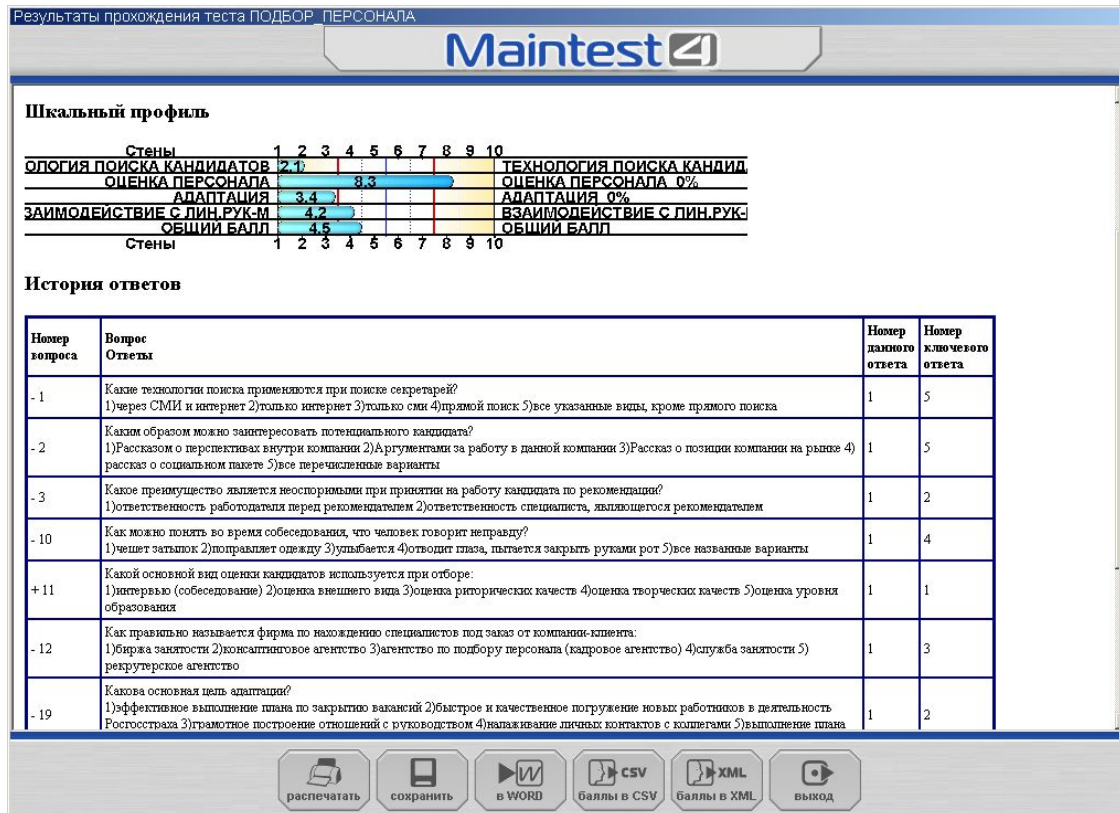 Результаты прохождения теста ПОДБОР_ПЕРСОНАЛА
Maintest 4
Шкальный профиль
Стены 1 2 3 4 5 6 7 8 9 10
ОЛОГИЯ ПОИСКА КАНДИДАТОВ 2.1 ТЕХНОЛОГИЯ ПОИСКА КАНДИД
ОЦЕНКА ПЕРСОНАЛА 8.3 ОЦЕНКА ПЕРСОНАЛА 0%
АДАПТАЦИЯ 3.4 АДАПТАЦИЯ 0%
ЗАИМОДЕЙСТВИЕ С ЛИН.РУК-М 4.2 ВЗАИМОДЕЙСТВИЕ С ЛИН.РУК-
ОБЩИЙ БАЛЛ 4.5 ОБЩИЙ БАЛЛ
Стены 1 2 3 4 5 6 7 8 9 10
История ответов
Номер вопроса
Вопрос
Ответы
Номер данного ответа
Номер ключевого ответа
- 1
Какие технологии поиска применяются при поиске секретарей?
1)через СМИ и интернет 2)только интернет 3)только сми 4)прямой поиск 5)все указанные виды, кроме прямого поиска
1 5
- 2
Каким образом можно заинтересовать потенциального кандидата?
1)Рассказом о перспективах внутри компании 2)Аргументами за работу в данной компании 3)Рассказ о позиции компании на рынке 4)
рассказ о социальном пакете 5)все перечисленные варианты
1 5
- 3
Какое преимущество является неоспоримыми при принятии на работу кандидата по рекомендации?
1)ответственность работодателя перед рекомендателем 2)ответственность специалиста, являющегося рекомендателем
1 2
- 10
Как можно понять во время собеседования, что человек говорит неправду?
1)чешет затылок 2)поправляет одежду 3)улыбается 4)отводит глаза, пытается закрыть руками рот 5)все названные варианты
1 4
+ 11
Какой основной вид оценки кандидатов используется при отборе:
1)интервью (собеседование) 2)оценка внешнего вида 3)оценка риторических качеств 4)оценка творческих качеств 5)оценка уровня
образования
1 1
- 12
Как правильно называется фирма по нахождению специалистов под заказ от компании-клиента:
1)биржа занятости 2)консалтинговое агентство 3)агентство по подбору персонала (кадровое агентство) 4)служба занятости 5)
рекрутерское агентство
1 3
- 19
Какова основная цель адаптации?
1)эффективное выполнение плана по закрытию вакансий 2)быстрое и качественное погружение новых работников в деятельность
Росгосстраха 3)грамотное построение отношений с руководством 4)налаживание личных контактов с коллегами 5)выполнение плана
1 2
распечатать
сохранить
в WORD
CSV
баллы в CSV
XML
баллы в XML
выход